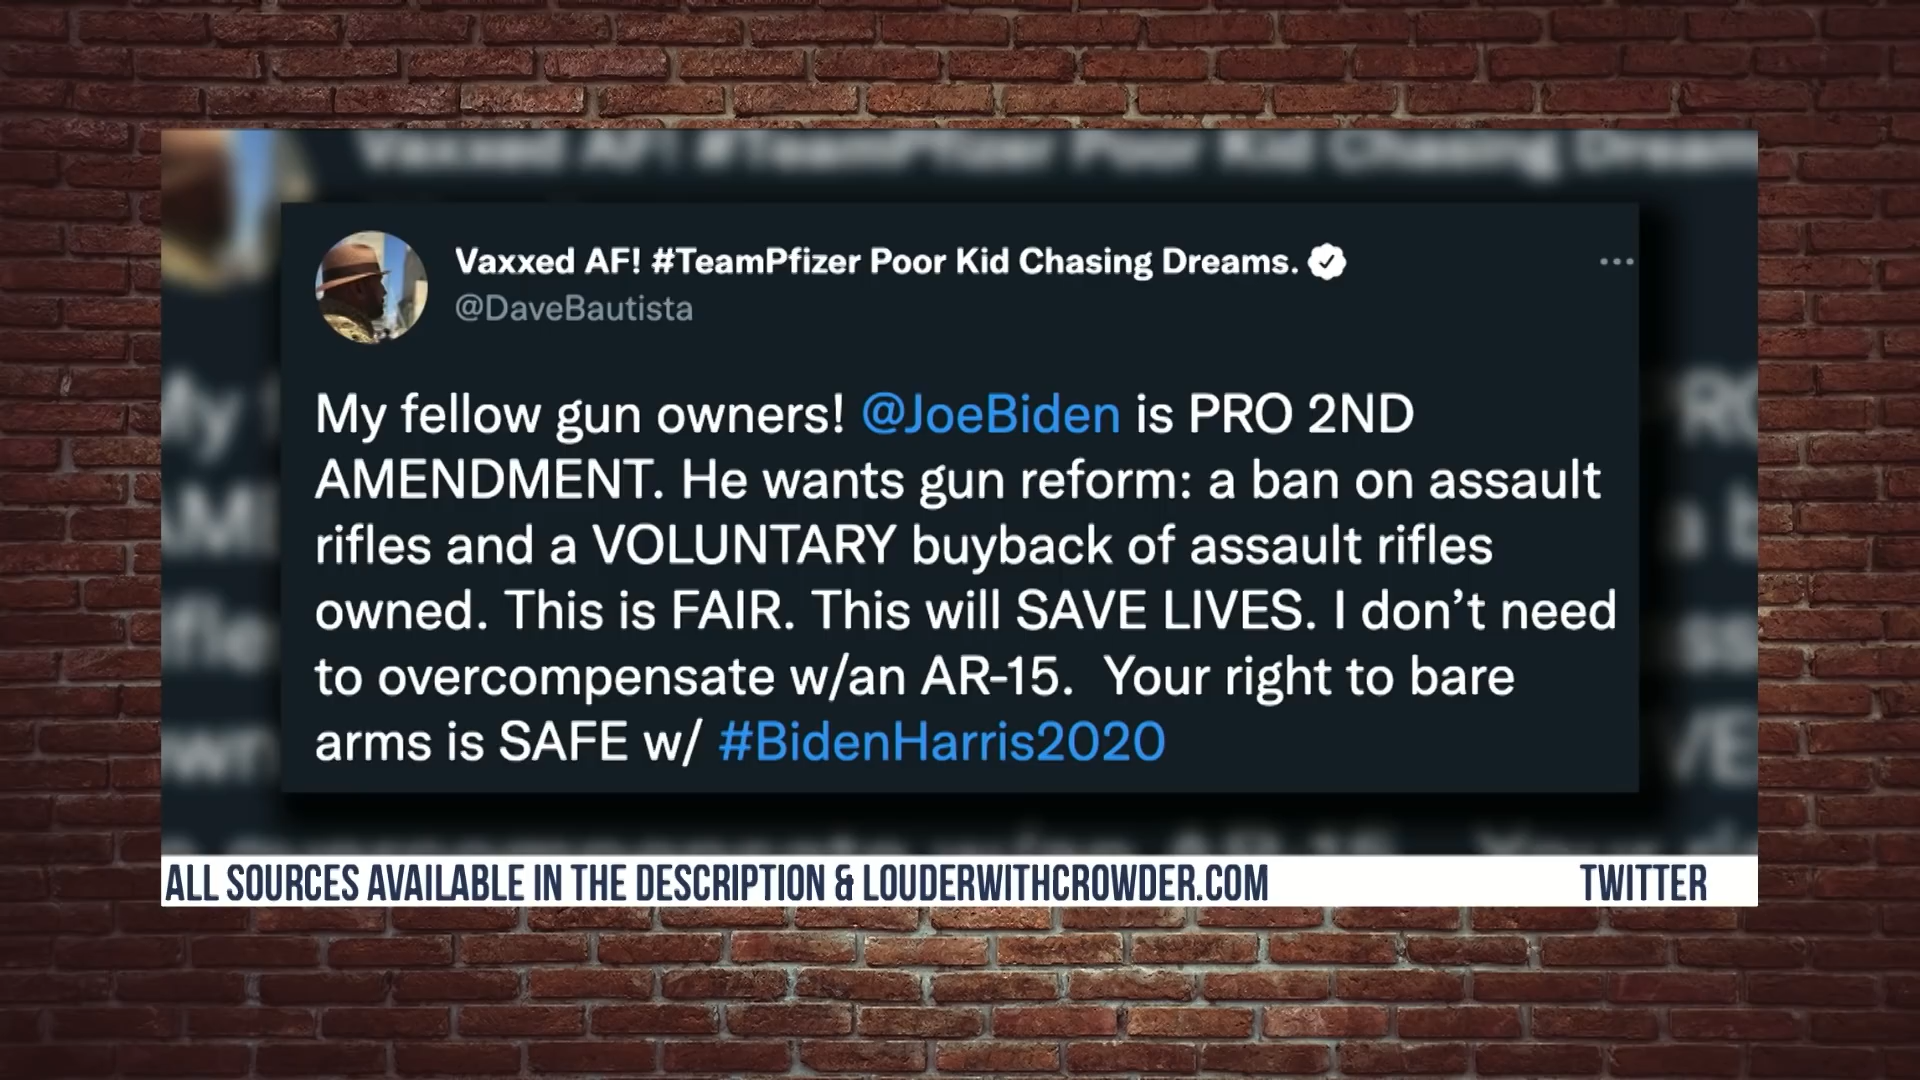 Vaxxed AF! #TeamPfizer Poor Kid Chasing Dreams.
@DaveBautista
My fellow gun owners! @JoeBiden is PRO 2ND
AMENDMENT. He wants gun reform: a ban on assault
rifles and a VOLUNTARY buyback of assault rifles
owned. This is FAIR. This will SAVE LIVES. I don’t need
to overcompensate w/an AR-15.  Your right to bare
arms is SAFE w/ #BidenHarris2020
ALL SOURCES AVAILABLE IN THE DESCRIPTION & LOUDERWITHCROWDER.COM TWITTER